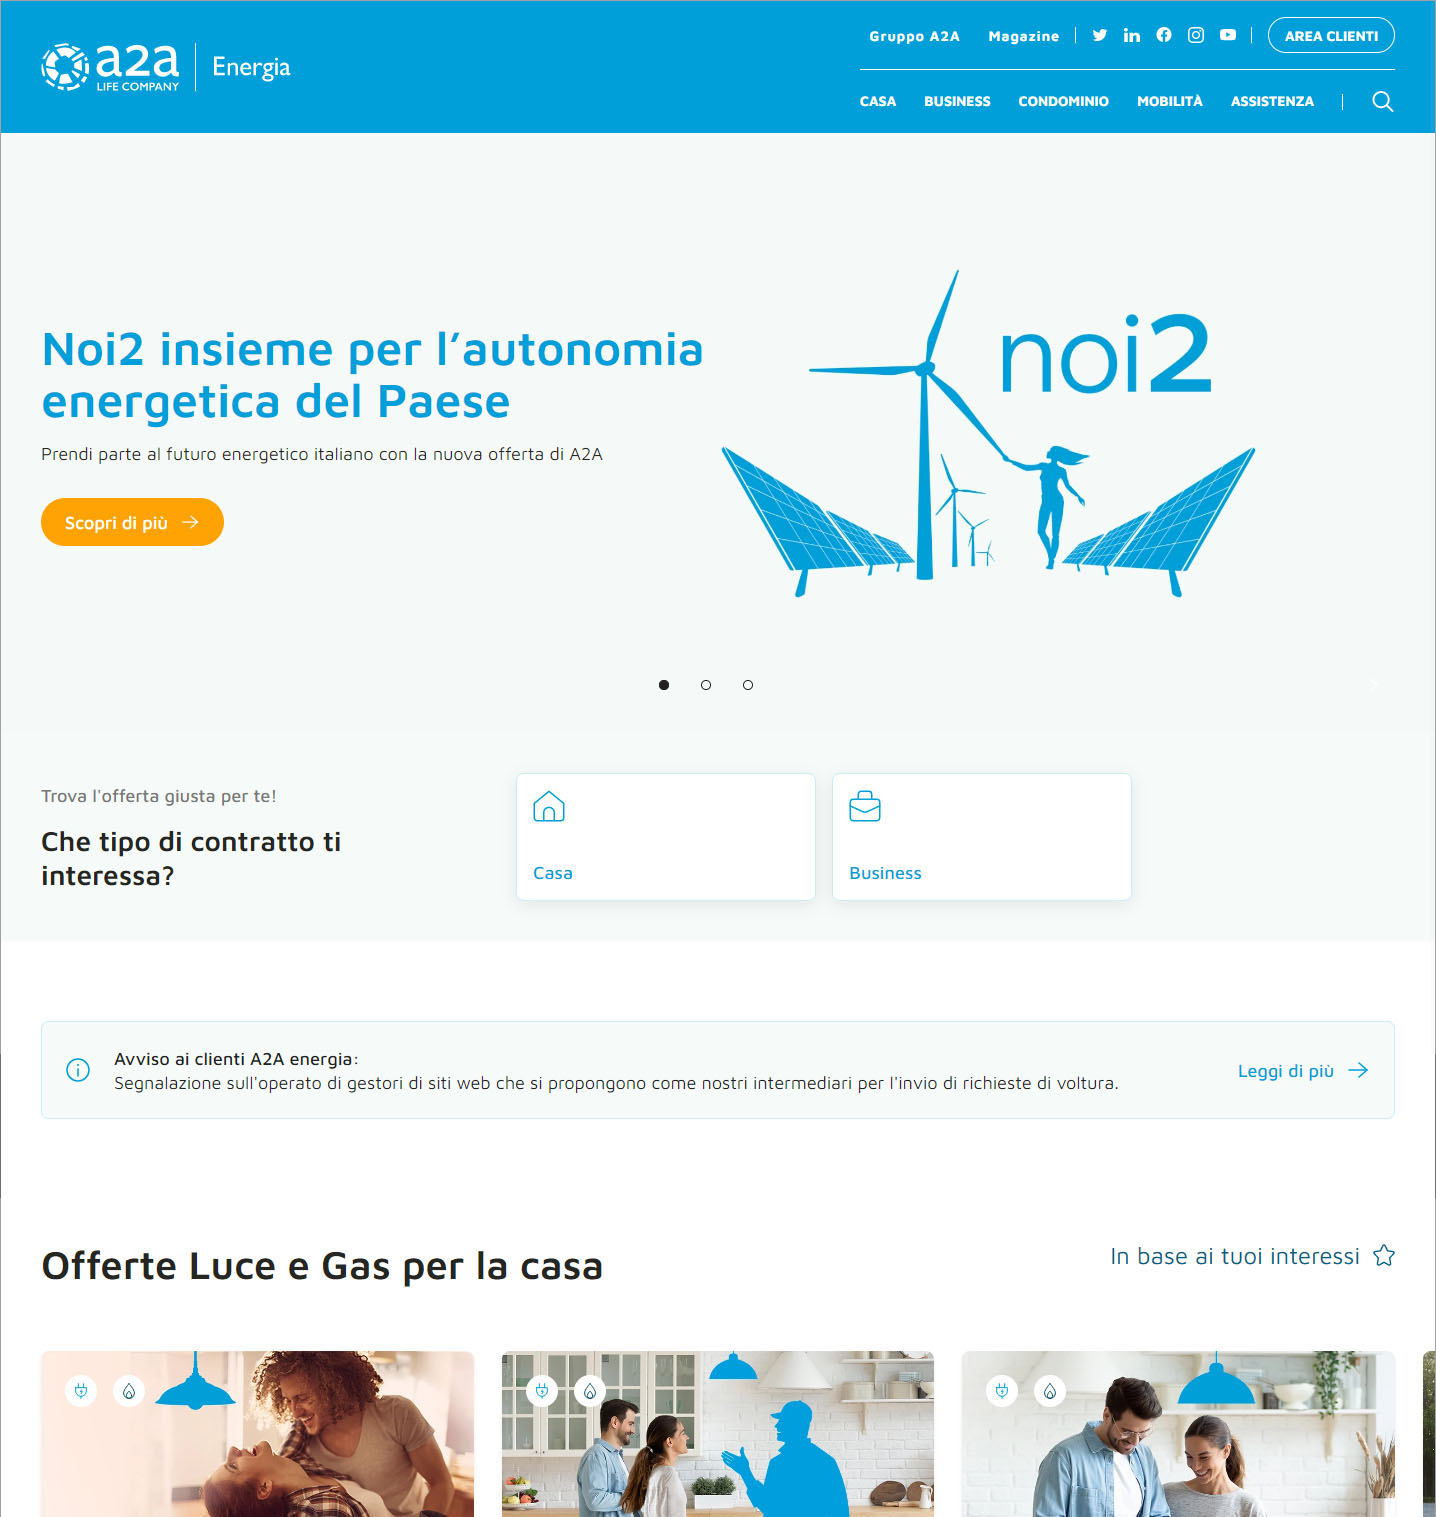 a2a
LIFE COMPANY
Energia
Gruppo A2A
Magazine
AREA CLIENTI
CASA
BUSINESS
CONDOMINIO
MOBILITÀ
ASSISTENZA
Noi2 insieme per l’autonomia
energetica del Paese
Prendi parte al futuro energetico italiano con la nuova offerta di A2A
Scopri di più
noi2
Trova l'offerta giusta per te!
Che tipo di contratto ti
interessa?
Casa
Business
Avviso ai clienti A2A energia:
Segnalazione sull'operato di gestori di siti web che si propongono come nostri intermediari per l'invio di richieste di voltura.
Leggi di più
Offerte Luce e Gas per la casa
In base ai tuoi interessi